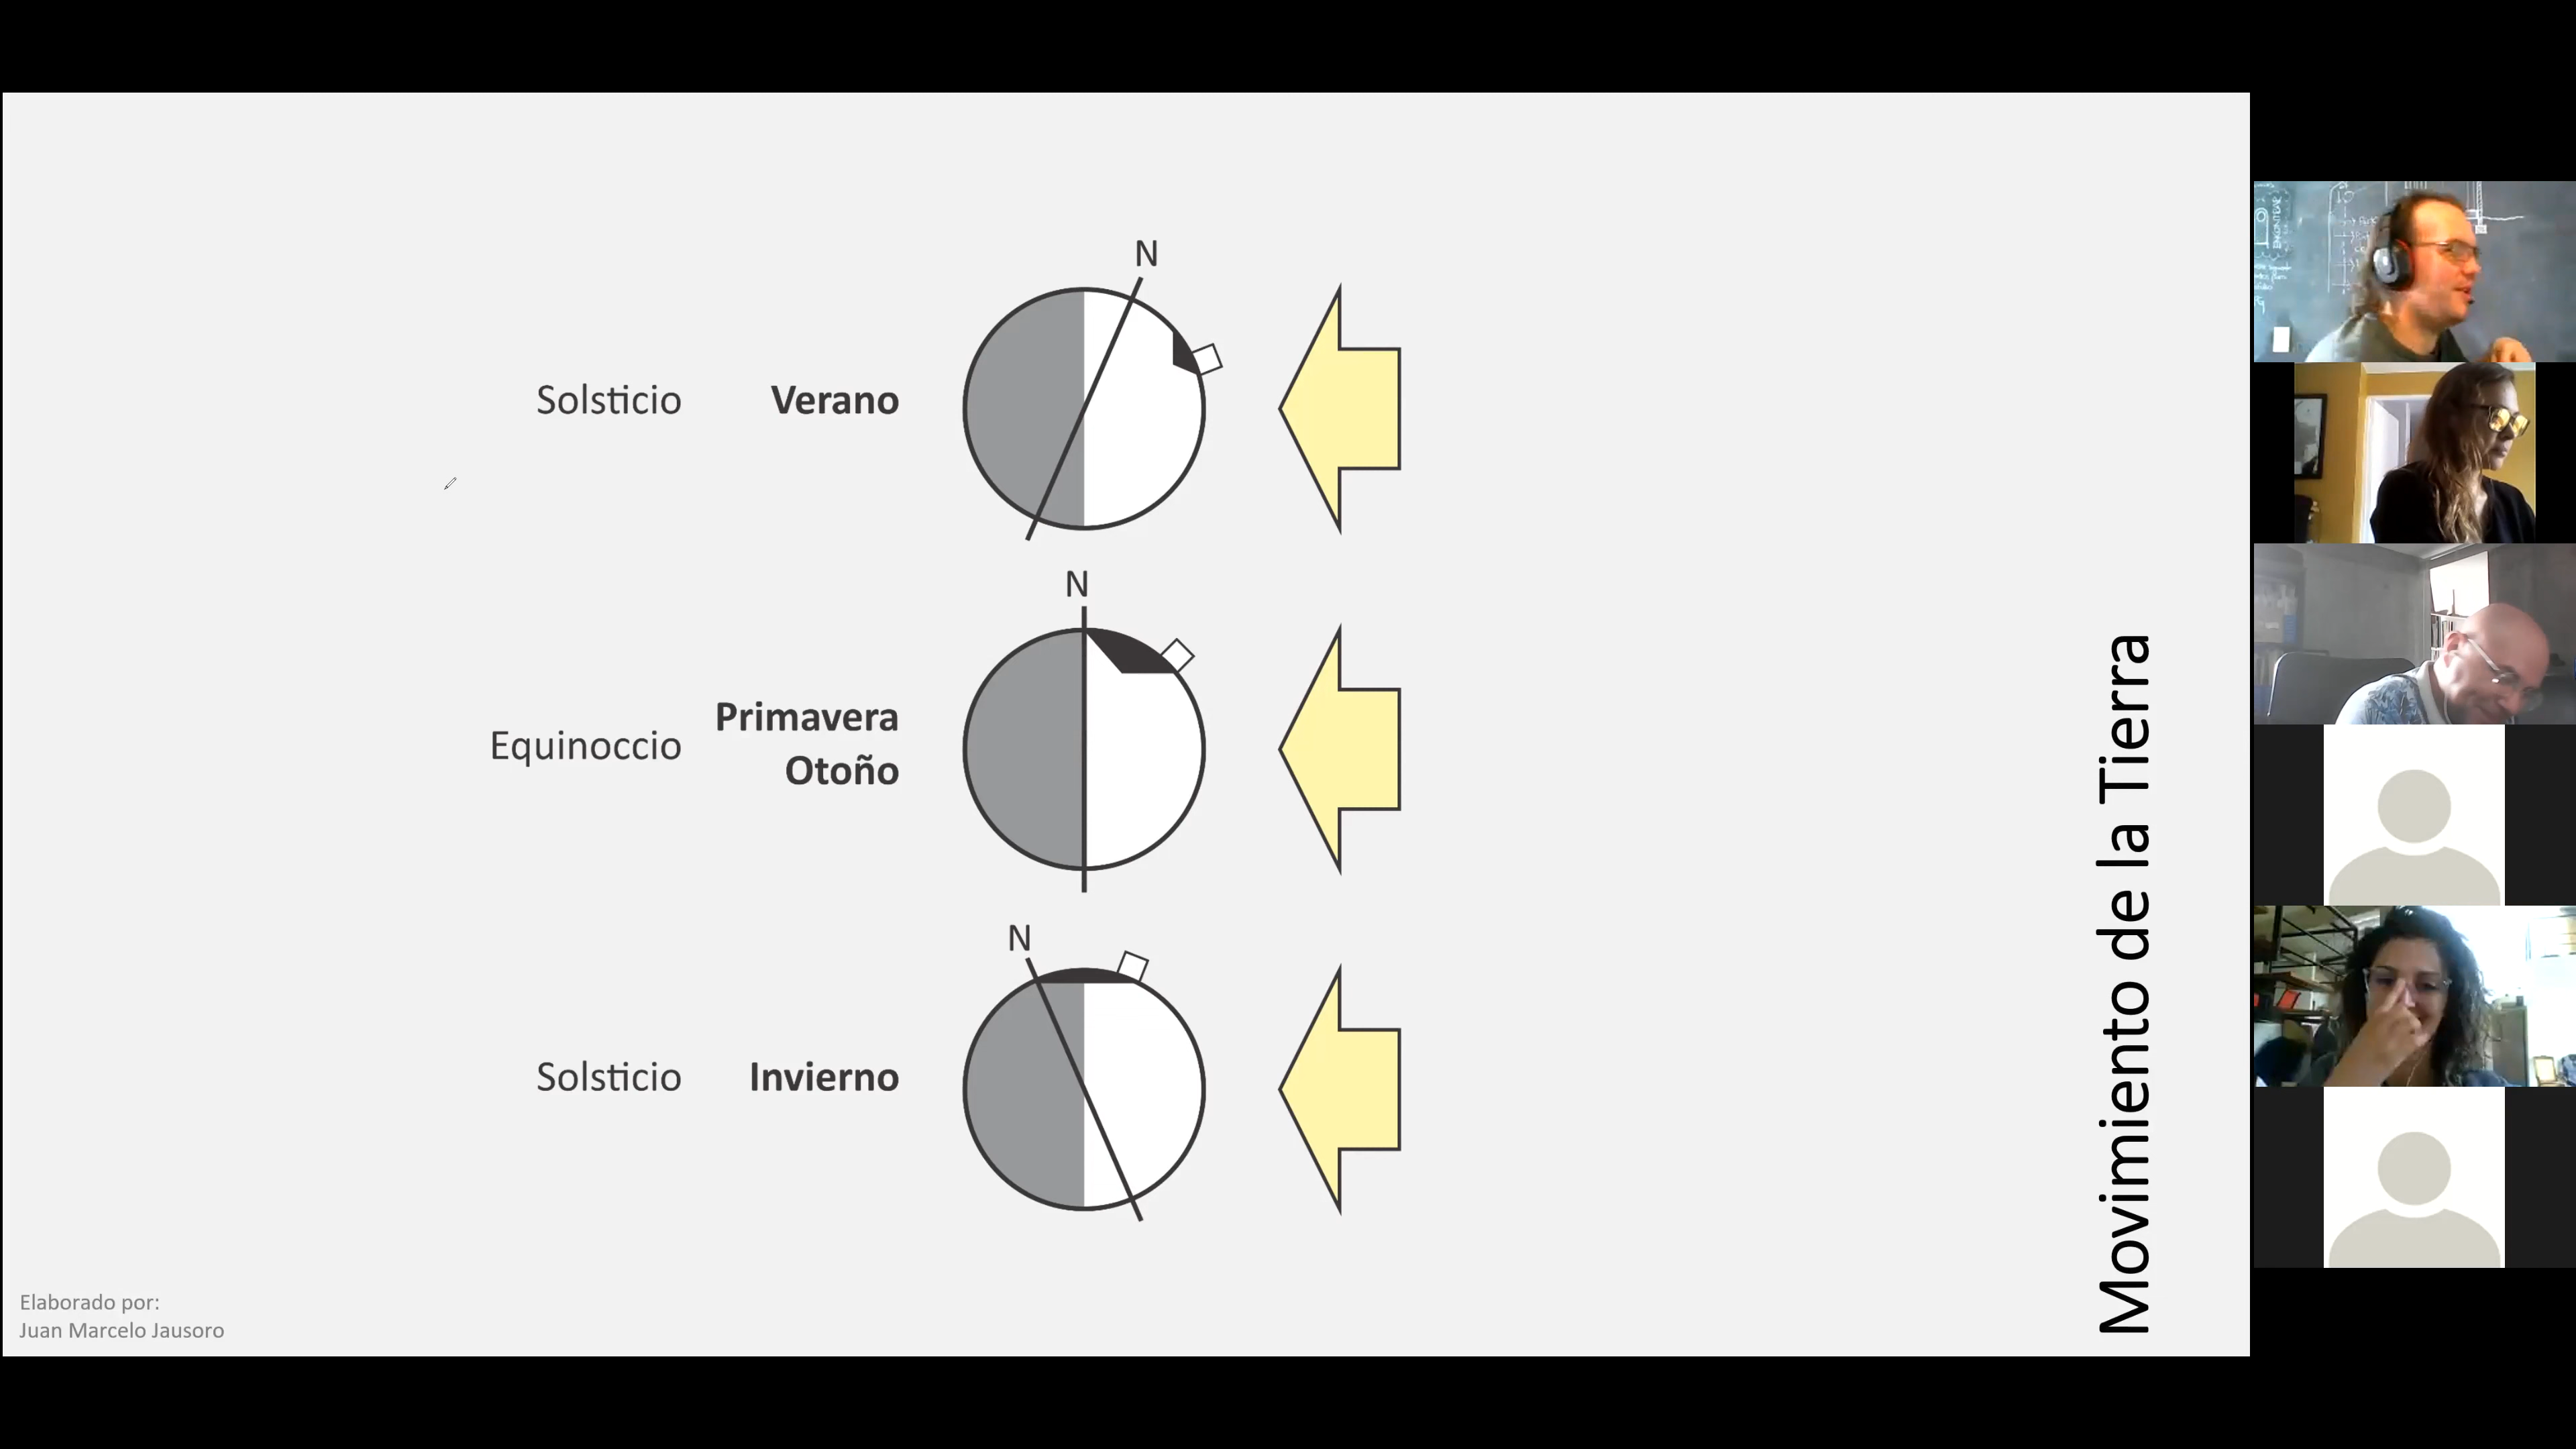 N
Solsticio Verano
N
Equinoccio Primavera
Otoño
N
Solsticio Invierno
Movimiento de la Tierra
Elaborado por:
Juan Marcelo Jausoro